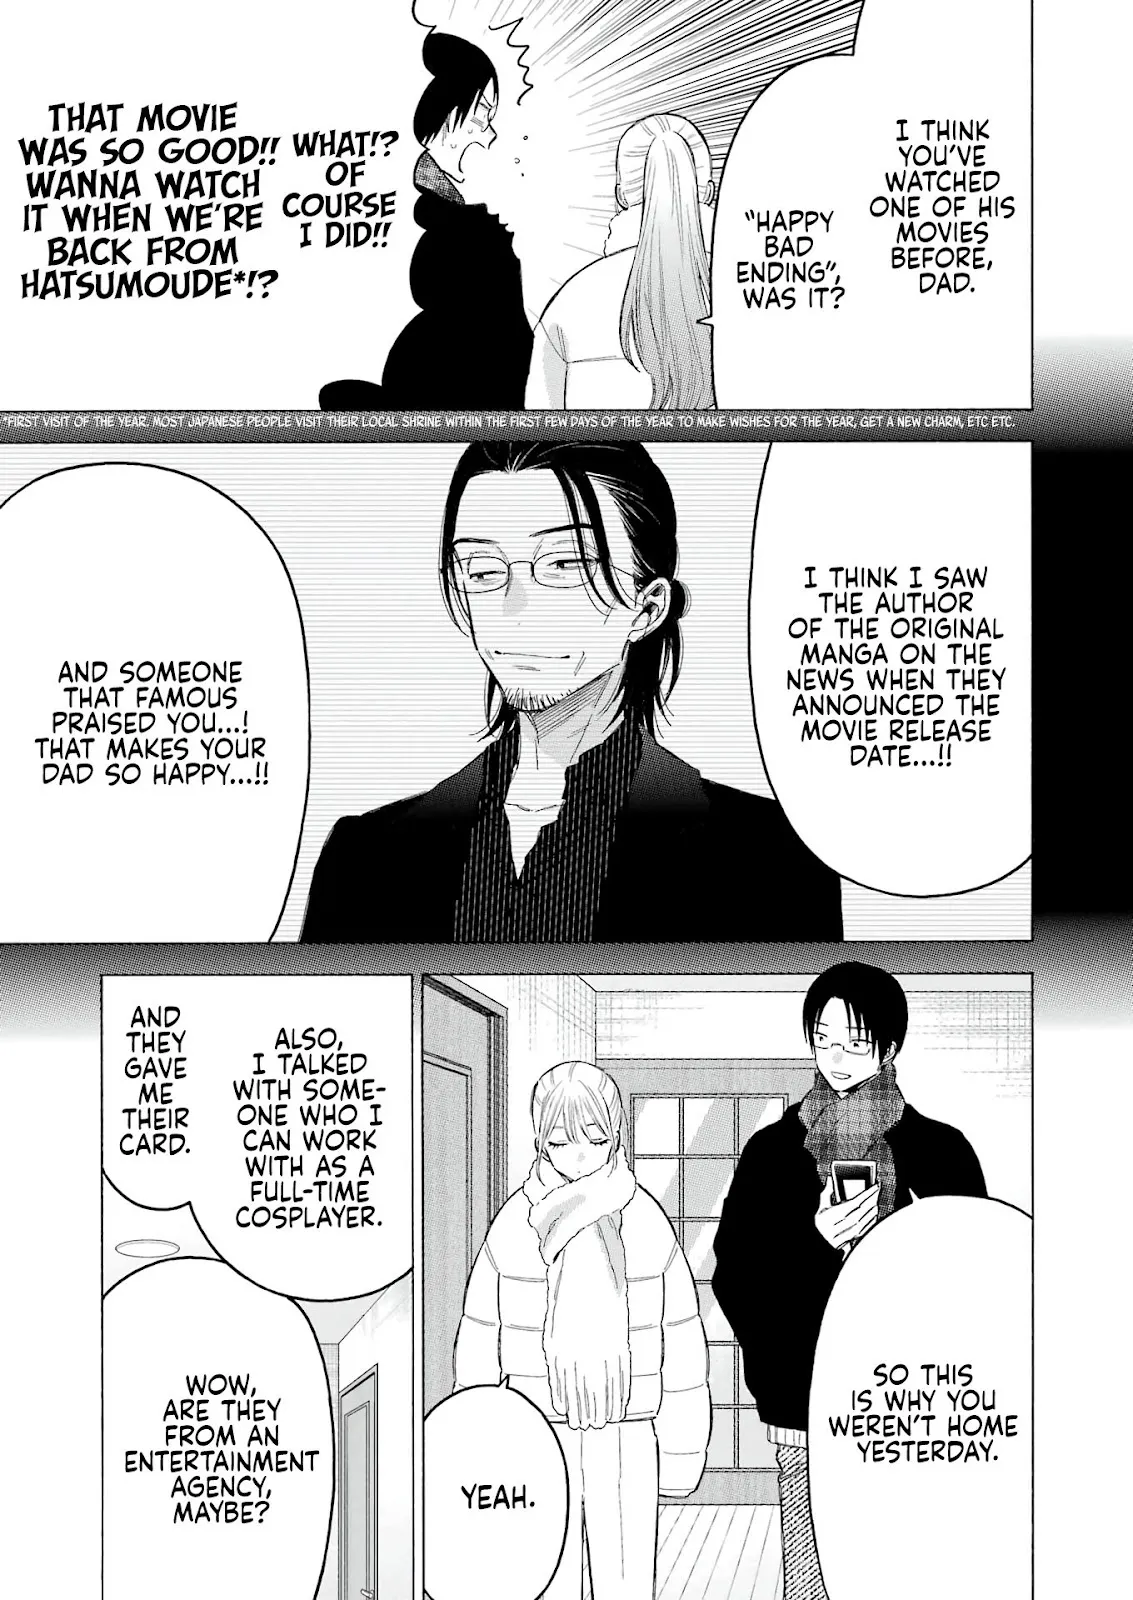 I THINK
YOU'VE
WATCHED
ONE OF HIS
MOVIES
BEFORE,
DAD.
"HAPPY
BAD
ENDING",
WAS IT?
WHAT!?
OF
COURSE
I DID!!
THAT MOVIE
WAS SO GOOD!!
WANNA WATCH
IT WHEN WE'RE
BACK FROM
HATSUMOUDE*!?
*FIRST VISIT OF THE YEAR. MOST JAPANESE PEOPLE VISIT THEIR LOCAL SHRINE WITHIN THE FIRST FEW DAYS OF THE YEAR TO MAKE WISHES FOR THE YEAR, GET A NEW CHARM, ETC ETC.
I THINK I SAW
THE AUTHOR
OF THE ORIGINAL
MANGA ON THE
NEWS WHEN THEY
ANNOUNCED THE
MOVIE RELEASE
DATE...!!
AND SOMEONE
THAT FAMOUS
PRAISED YOU...!
THAT MAKES YOUR
DAD SO HAPPY...!!
SO THIS
IS WHY YOU
WEREN'T HOME
YESTERDAY.
YEAH.
ALSO,
I TALKED
WITH SOME-
ONE WHO I
CAN WORK
WITH AS A
FULL-TIME
COSPLAYER.
AND
THEY
GAVE
ME
THEIR
CARD.
WOW,
ARE THEY
FROM AN
ENTERTAINMENT
AGENCY,
MAYBE?